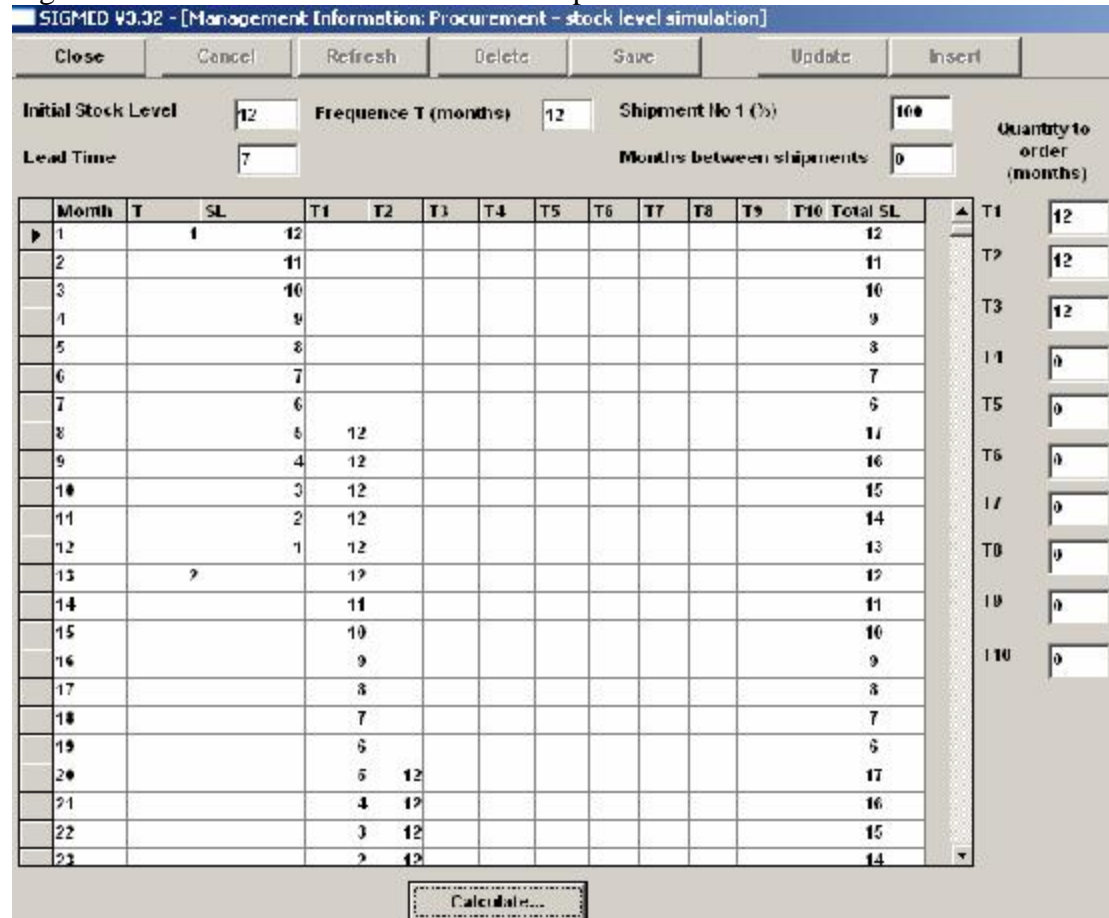 SIGMED V3.32 - [Management Information: Procurement - stock level simulation]
Close Cancel Refresh Delete Save Update Insert
Initial Stock Level 12 Frequence T (months) 12 Shipment No 1 (%) 100
Lead Time 7 Months between shipments 0
Quantity to
order
(months)
Month T SL T1 T2 T3 T4 T5 T6 T7 T8 T9 T10 Total SL
1 1 12 12
2 11 11
3 10 10
4 9 9
5 8 8
6 7 7
7 6 6
8 5 12 17
9 4 12 16
10 3 12 15
11 2 12 14
12 1 12 13
13 2 12 12
14 11 11
15 10 10
16 9 9
17 8 8
18 7 7
19 6 6
20 5 12 17
21 4 12 16
22 3 12 15
23 2 12 14
T1 12
T2 12
T3 12
T4 0
T5 0
T6 0
T7 0
T8 0
T9 0
T10 0
Calculate...